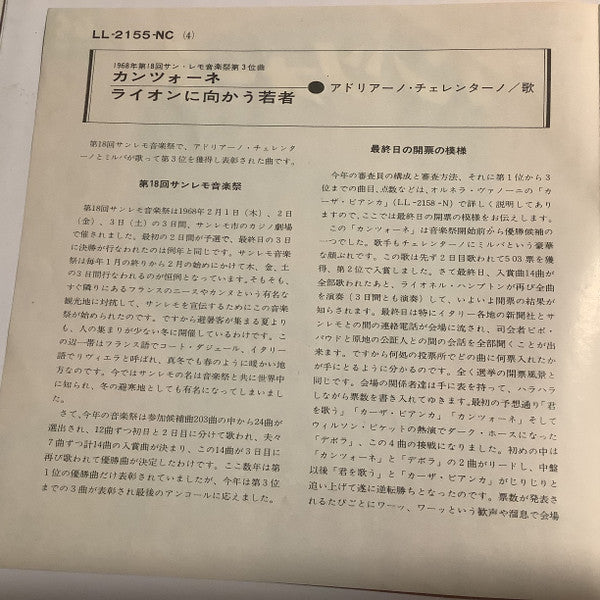 LL-2155-NC (4)
1968年第18回サン・レモ音楽祭第3位曲
カンツォーネ
ライオンに向かう若者
アドリアーノ・チェレンターノ／歌
第18回サンレモ音楽祭で、アドリアーノ・チェレンタ
ーノとミルバが歌って第3位を獲得し表彰された曲です。
第18回サンレモ音楽祭
第18回サンレモ音楽祭は1968年2月1日（木）、2日
（金）、3日（土）の3日間、サンレモ市のカジノ劇場
で催されました。最初の2日間が予選で、最終日の3日
に決勝が行なわれたのは例年と同じです。サンレモ音楽
祭は毎年1月の終りから2月の始めにかけて木、金、土
の3日間行なわれるのが恒例となっています。そもそも、
すぐ隣りにあるフランスのニースやカンヌという有名な
観光地に対抗して、サンレモを宣伝するためにこの音楽
祭が始められたのです。ですから避暑客が集まる夏より
も、人の集まりが少ない冬に開催しているわけです。こ
の辺一帯はフランス語でコート・ダジュール、イタリー
語でリヴィエラと呼ばれ、真冬でも春のように暖かい地
方なのです。今ではサンレモの名は音楽祭と共に世界中
に知られ、冬の避寒地としても有名になってしまいまし
た。
さて、今年の音楽祭は参加候補曲203曲の中から24曲が
選出され、12曲ずつ初日と2日目に分けて歌われ、夫々
7曲ずつ計14曲の入賞曲が決まり、この14曲が3日目に
再び歌われて優勝曲が決定したわけです。ここ数年は第
1位の優勝曲だけ表彰されていましたが、今年は第3位
までの3曲が表彰され最後のアンコールに応えました。
最終日の開票の模様
今年の審査員の構成と審査方法、それに第1位から3
位までの曲目、点数などは、オルネラ・ヴァノーニの「カ
ーザ・ビアンカ」（LL-2158-N）で詳しく説明してあり
ますので、ここでは最終日の開票の模様をお伝えします。
この「カンツォーネ」は音楽祭開始前から優勝候補の
一つでした。歌手もチェレンターノにミルバという豪華
な顔ぶれです。この歌は先ず2日目歌われて503票を獲
得、第2位で入賞しました。さて最終日、入賞曲14曲が
全部歌われたあと、ライオネル・ハンプトンが再び全曲
を演奏（3日間とも演奏）して、いよいよ開票の結果が
知らされます。最終日は特にイタリー各地の新聞社とサ
ンレモとの間の連絡電話が会場に流され、司会者ピポ・
バウドと原地の公証人との間の会話を全部聞くことが出
来ます。ですから何処の投票所でどの曲に何票入れたか
が手にとるように分かるのです。全く選挙の開票風景と
同じです。会場の関係者達は手に表を持って、ハラハラ
しながら票数を書き入れてゆきます。最初の予想通り「君
を歌う」「カーザ・ビアンカ」「カンツォーネ」そして
ウィルソン・ピケットの熱演でダーク・ホースになった
「デボラ」、この4曲の接戦になりました。初めの中は
「カンツォーネ」と「デボラ」の2曲がリードし、中盤
以後「君を歌う」と「カーザ・ビアンカ」がじりじりと
追い上げて遂に逆転勝ちとなったのです。票数が発表さ
れるたびごとにワーッ、ワーッという歓声や溜息で会場